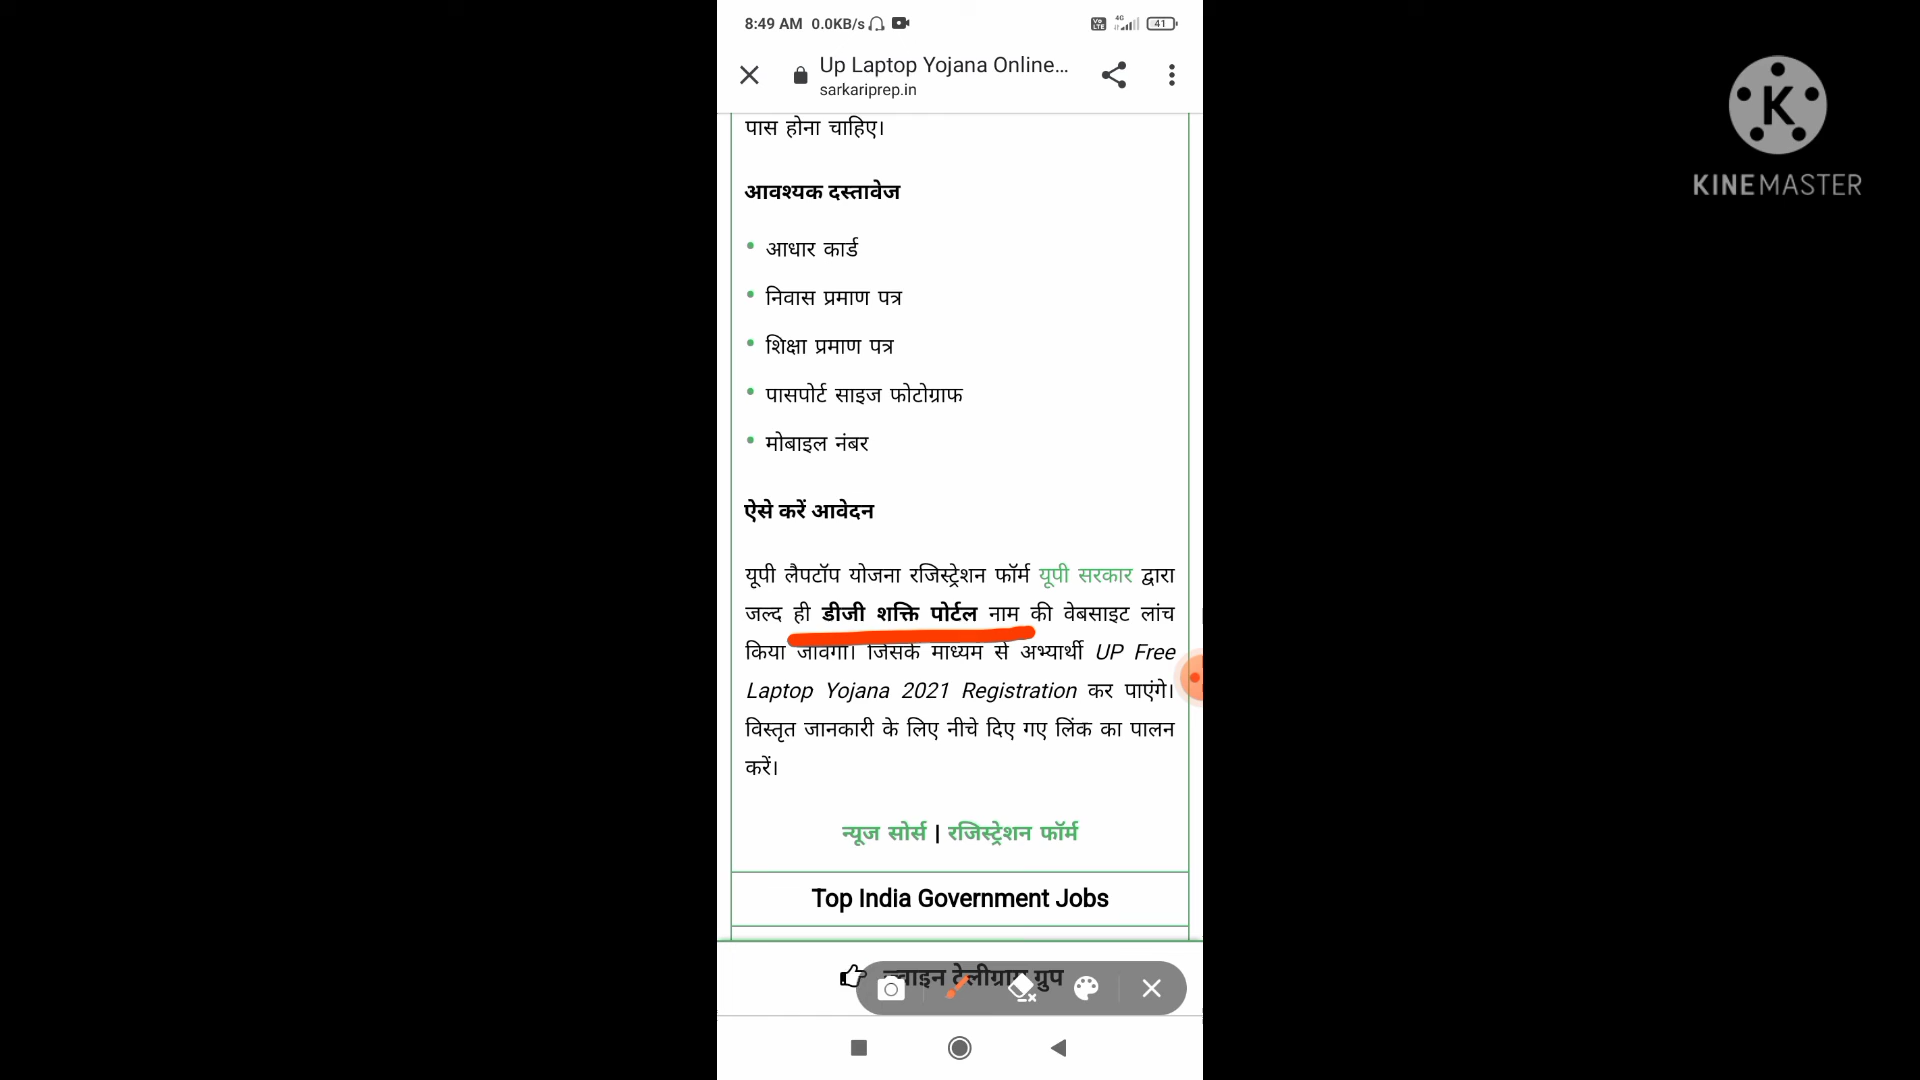 8:49 AM 0.0KB/s 4G 41
Up Laptop Yojana Online...
sarkariprep.in
KINEMASTER
पास होना चाहिए।
आवश्यक दस्तावेज
आधार कार्ड
निवास प्रमाण पत्र
शिक्षा प्रमाण पत्र
पासपोर्ट साइज फोटोग्राफ
मोबाइल नंबर
ऐसे करें आवेदन
यूपी लैपटॉप योजना रजिस्ट्रेशन फॉर्म यूपी सरकार द्वारा
जल्द ही डीजी शक्ति पोर्टल नाम की वेबसाइट लांच
किया जावेगा। जिसके माध्यम से अभ्यार्थी UP Free
Laptop Yojana 2021 Registration कर पाएंगे।
विस्तृत जानकारी के लिए नीचे दिए गए लिंक का पालन
करें।
न्यूज सोर्स | रजिस्ट्रेशन फॉर्म
Top India Government Jobs
टेलीग्राम ग्रुप